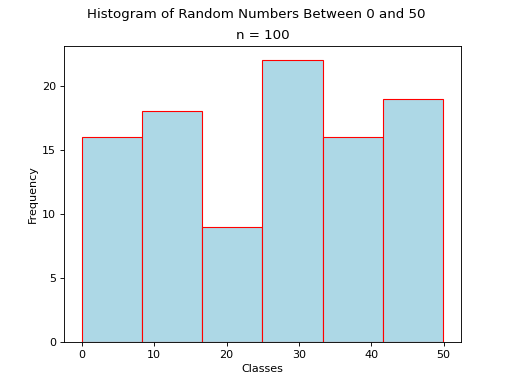 Histogram of Random Numbers Between 0 and 50
n = 100
20
15
10
5
0
Frequency
0 10 20 30 40 50
Classes